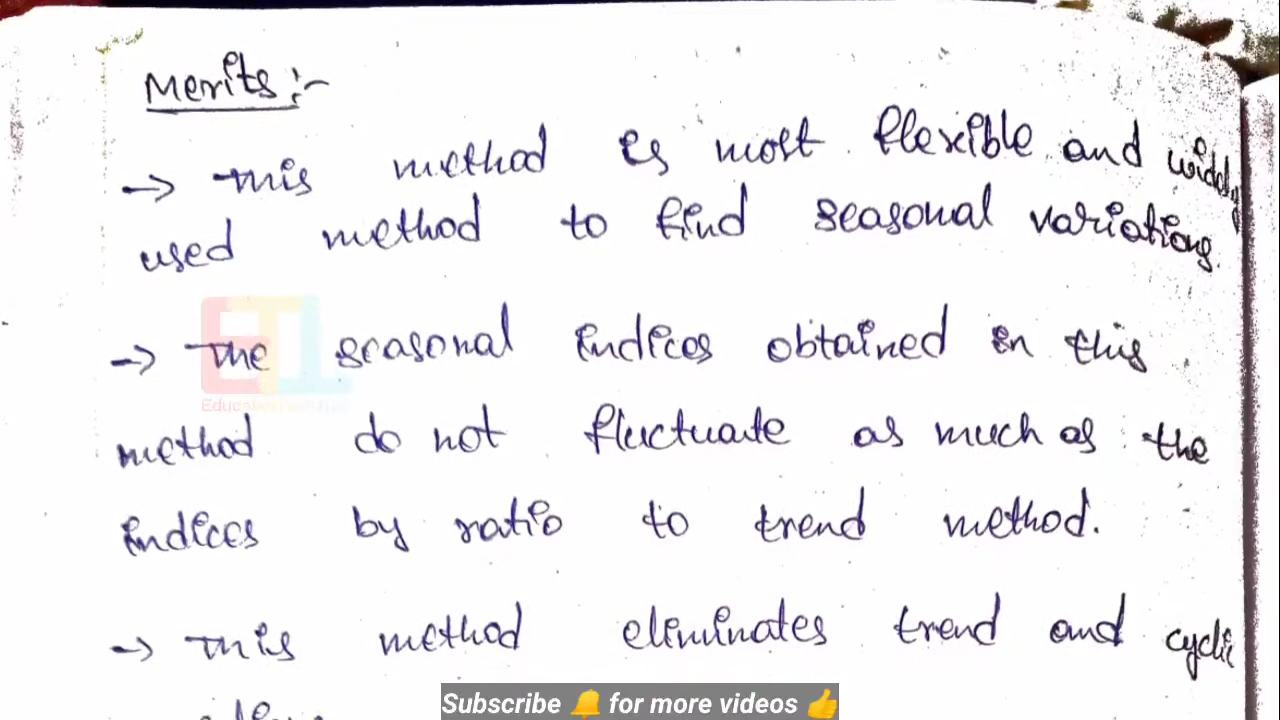 Merits :-
→ This method is most flexible and widely
used method to find seasonal variations.
→ The seasonal indices obtained in this
method do not fluctuate as much as the
indices by ratio to trend method.
→ This method eliminates trend and cyclic
Subscribe 🔔 for more videos 👍